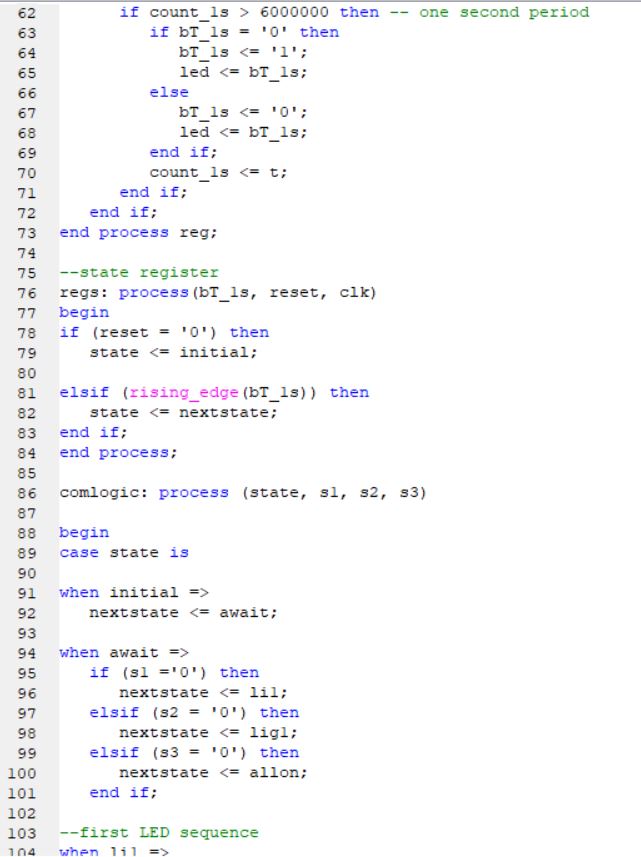 62 if count_1s > 6000000 then -- one second period
63 if bT_1s = '0' then
64 bT_1s <= '1';
65 led <= bT_1s;
66 else
67 bT_1s <= '0';
68 led <= bT_1s;
69 end if;
70 count_1s <= t;
71 end if;
72 end if;
73 end process reg;
74
75 --state register
76 regs: process(bT_1s, reset, clk)
77 begin
78 if (reset = '0') then
79 state <= initial;
80
81 elsif (rising_edge(bT_1s)) then
82 state <= nextstate;
83 end if;
84 end process;
85
86 comlogic: process (state, s1, s2, s3)
87
88 begin
89 case state is
90
91 when initial =>
92 nextstate <= await;
93
94 when await =>
95 if (s1 ='0') then
96 nextstate <= li1;
97 elsif (s2 = '0') then
98 nextstate <= lig1;
99 elsif (s3 = '0') then
100 nextstate <= allon;
101 end if;
102
103 --first LED sequence
104 when li1 =>